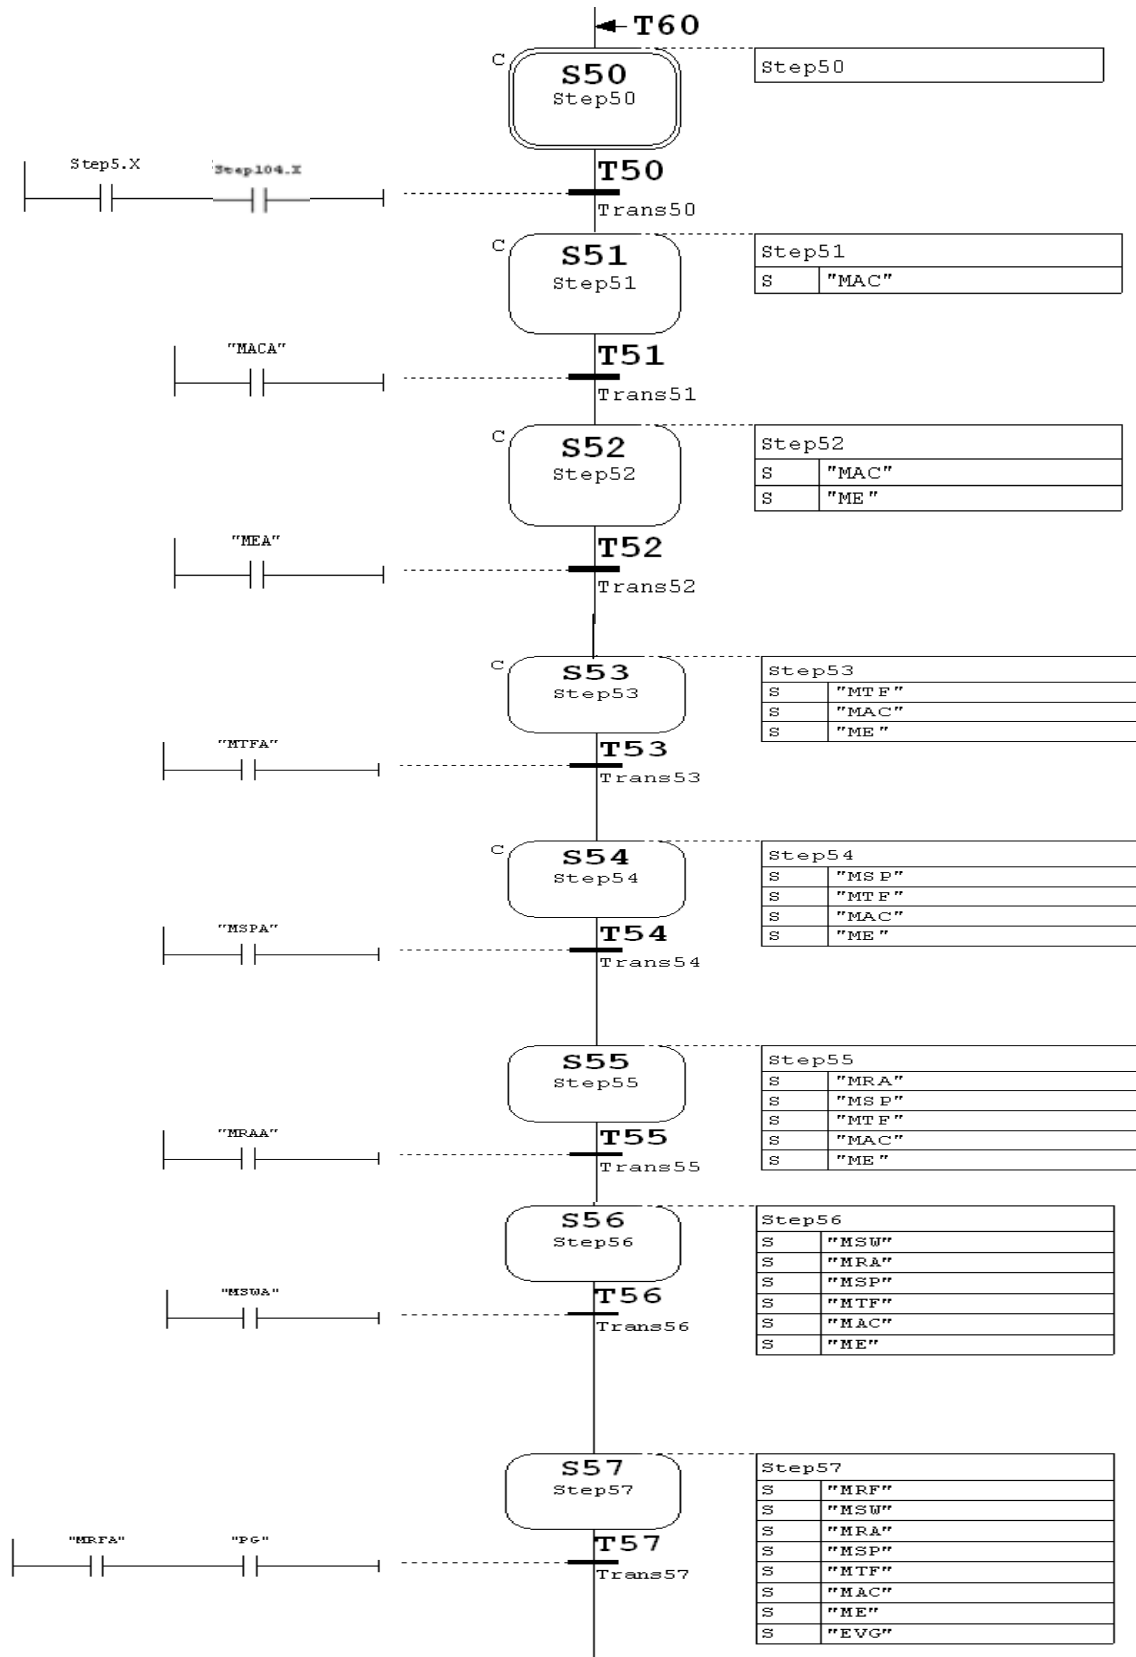 T60
C
S50
Step50
Step50
Step5.X
Step104.X
T50
Trans50
C
S51
Step51
Step51
S "MAC"
"MACA"
T51
Trans51
C
S52
Step52
Step52
S "MAC"
S "ME"
"MEA"
T52
Trans52
C
S53
Step53
Step53
S "MTF"
S "MAC"
S "ME"
"MTFA"
T53
Trans53
C
S54
Step54
Step54
S "MSP"
S "MTF"
S "MAC"
S "ME"
"MSPA"
T54
Trans54
S55
Step55
Step55
S "MRA"
S "MSP"
S "MTF"
S "MAC"
S "ME"
"MRAA"
T55
Trans55
S56
Step56
Step56
S "MSW"
S "MRA"
S "MSP"
S "MTF"
S "MAC"
S "ME"
"MSWA"
T56
Trans56
S57
Step57
Step57
S "MRF"
S "MSW"
S "MRA"
S "MSP"
S "MTF"
S "MAC"
S "ME"
S "EVG"
"MRFA"
"PG"
T57
Trans57